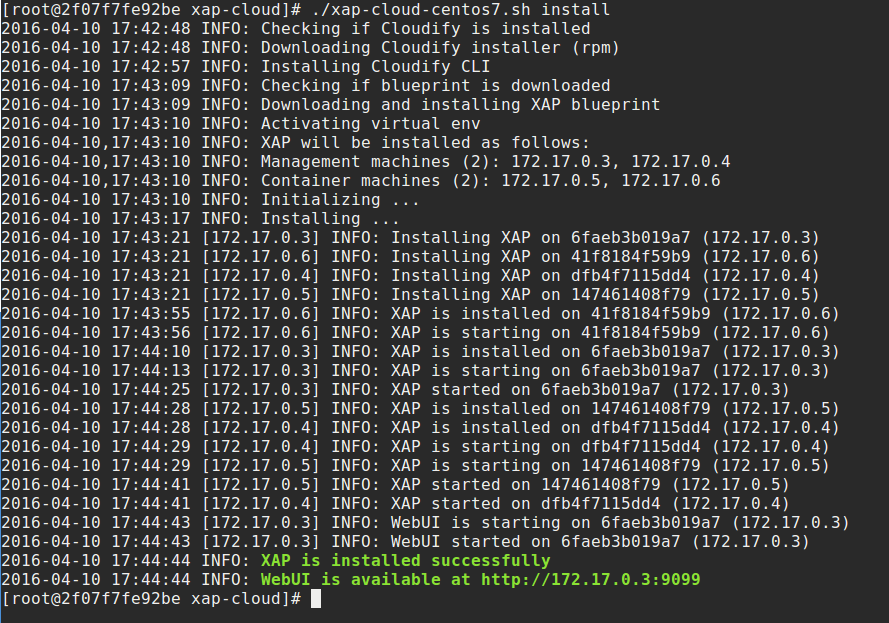 [root@2f07f7fe92be xap-cloud]# ./xap-cloud-centos7.sh install
2016-04-10 17:42:48 INFO: Checking if Cloudify is installed
2016-04-10 17:42:48 INFO: Downloading Cloudify installer (rpm)
2016-04-10 17:42:57 INFO: Installing Cloudify CLI
2016-04-10 17:43:09 INFO: Checking if blueprint is downloaded
2016-04-10 17:43:09 INFO: Downloading and installing XAP blueprint
2016-04-10 17:43:10 INFO: Activating virtual env
2016-04-10,17:43:10 INFO: XAP will be installed as follows:
2016-04-10,17:43:10 INFO: Management machines (2): 172.17.0.3, 172.17.0.4
2016-04-10,17:43:10 INFO: Container machines (2): 172.17.0.5, 172.17.0.6
2016-04-10 17:43:10 INFO: Initializing ...
2016-04-10 17:43:17 INFO: Installing ...
2016-04-10 17:43:21 [172.17.0.3] INFO: Installing XAP on 6faeb3b019a7 (172.17.0.3)
2016-04-10 17:43:21 [172.17.0.6] INFO: Installing XAP on 41f8184f59b9 (172.17.0.6)
2016-04-10 17:43:21 [172.17.0.4] INFO: Installing XAP on dfb4f7115dd4 (172.17.0.4)
2016-04-10 17:43:21 [172.17.0.5] INFO: Installing XAP on 147461408f79 (172.17.0.5)
2016-04-10 17:43:55 [172.17.0.6] INFO: XAP is installed on 41f8184f59b9 (172.17.0.6)
2016-04-10 17:43:56 [172.17.0.6] INFO: XAP is starting on 41f8184f59b9 (172.17.0.6)
2016-04-10 17:44:10 [172.17.0.3] INFO: XAP is installed on 6faeb3b019a7 (172.17.0.3)
2016-04-10 17:44:13 [172.17.0.3] INFO: XAP is starting on 6faeb3b019a7 (172.17.0.3)
2016-04-10 17:44:25 [172.17.0.3] INFO: XAP started on 6faeb3b019a7 (172.17.0.3)
2016-04-10 17:44:28 [172.17.0.5] INFO: XAP is installed on 147461408f79 (172.17.0.5)
2016-04-10 17:44:28 [172.17.0.4] INFO: XAP is installed on dfb4f7115dd4 (172.17.0.4)
2016-04-10 17:44:29 [172.17.0.4] INFO: XAP is starting on dfb4f7115dd4 (172.17.0.4)
2016-04-10 17:44:29 [172.17.0.5] INFO: XAP is starting on 147461408f79 (172.17.0.5)
2016-04-10 17:44:41 [172.17.0.5] INFO: XAP started on 147461408f79 (172.17.0.5)
2016-04-10 17:44:41 [172.17.0.4] INFO: XAP started on dfb4f7115dd4 (172.17.0.4)
2016-04-10 17:44:43 [172.17.0.3] INFO: WebUI is starting on 6faeb3b019a7 (172.17.0.3)
2016-04-10 17:44:43 [172.17.0.3] INFO: WebUI started on 6faeb3b019a7 (172.17.0.3)
2016-04-10 17:44:44 INFO: XAP is installed successfully
2016-04-10 17:44:44 INFO: WebUI is available at http://172.17.0.3:9099
[root@2f07f7fe92be xap-cloud]#